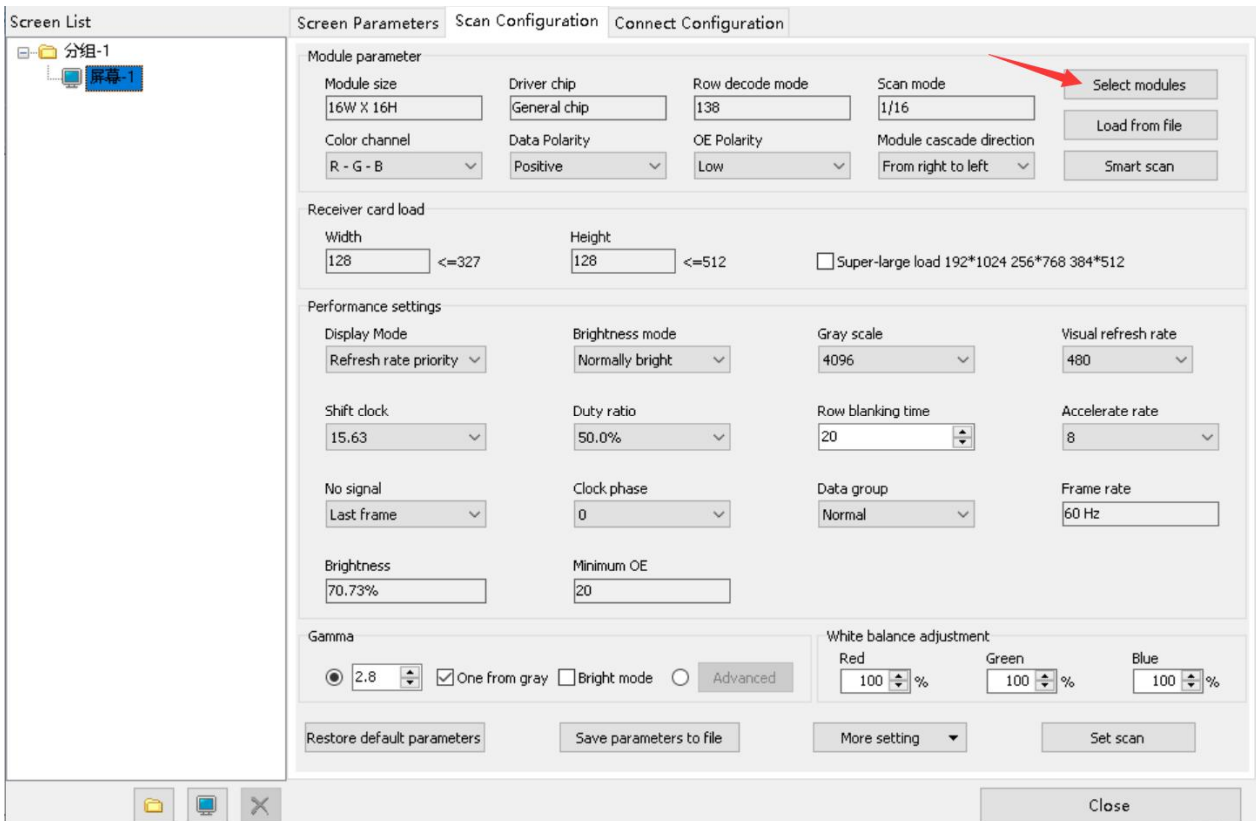 Screen List
Screen Parameters Scan Configuration Connect Configuration
分组-1
屏幕-1
Module parameter
Module size Driver chip Row decode mode Scan mode
16W X 16H General chip 138 1/16
Select modules
Load from file
Color channel Data Polarity OE Polarity Module cascade direction
R - G - B Positive Low From right to left
Smart scan
Receiver card load
Width Height
128 <=327 128 <=512 Super-large load 192*1024 256*768 384*512
Performance settings
Display Mode Brightness mode Gray scale Visual refresh rate
Refresh rate priority Normally bright 4096 480
Shift clock Duty ratio Row blanking time Accelerate rate
15.63 50.0% 20 8
No signal Clock phase Data group Frame rate
Last frame 0 Normal 60 Hz
Brightness Minimum OE
70.73% 20
Gamma
2.8 One from gray Bright mode Advanced
White balance adjustment
Red Green Blue
100 % 100 % 100 %
Restore default parameters Save parameters to file More setting Set scan
Close